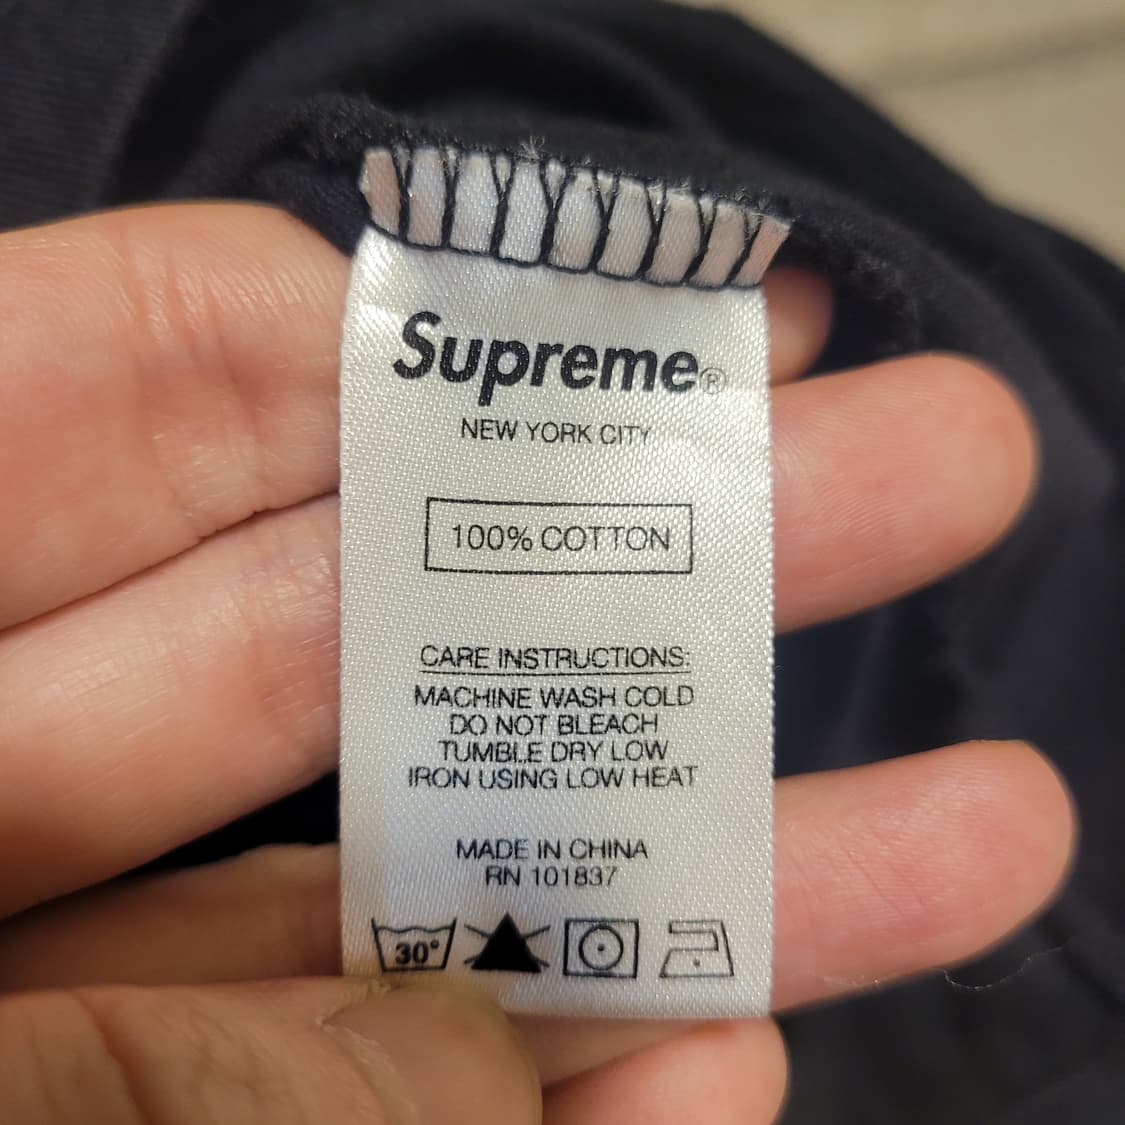 Supreme®
NEW YORK CITY
100% COTTON
CARE INSTRUCTIONS:
MACHINE WASH COLD
DO NOT BLEACH
TUMBLE DRY LOW
IRON USING LOW HEAT
MADE IN CHINA
RN 101837
30°